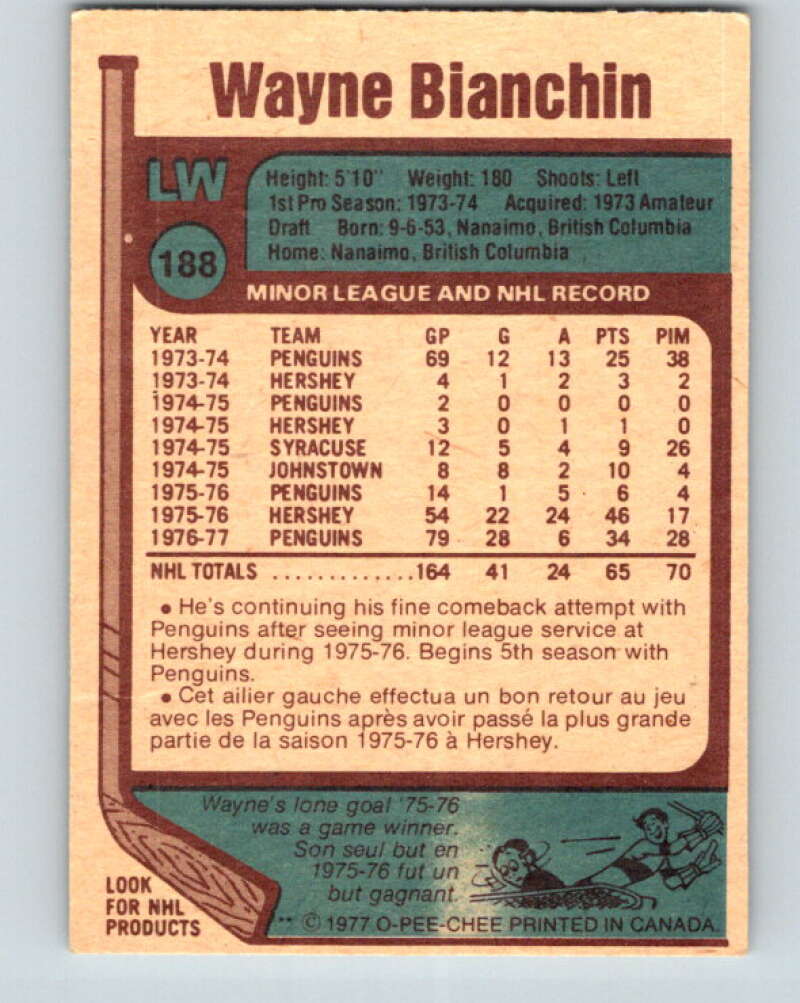 Wayne Bianchin
LW
Height: 5'10" Weight: 180 Shoots: Left
1st Pro Season: 1973-74 Acquired: 1973 Amateur
Draft Born: 9-6-53, Nanaimo, British Columbia
Home: Nanaimo, British Columbia
188
MINOR LEAGUE AND NHL RECORD
YEAR TEAM GP G A PTS PIM
1973-74 PENGUINS 69 12 13 25 38
1973-74 HERSHEY 4 1 2 3 2
1974-75 PENGUINS 2 0 0 0 0
1974-75 HERSHEY 3 0 1 1 0
1974-75 SYRACUSE 12 5 4 9 26
1974-75 JOHNSTOWN 8 8 2 10 4
1975-76 PENGUINS 14 1 5 6 4
1975-76 HERSHEY 54 22 24 46 17
1976-77 PENGUINS 79 28 6 34 28
NHL TOTALS .............164 41 24 65 70
• He's continuing his fine comeback attempt with
Penguins after seeing minor league service at
Hershey during 1975-76. Begins 5th season with
Penguins.
• Cet ailier gauche effectua un bon retour au jeu
avec les Penguins après avoir passé la plus grande
partie de la saison 1975-76 à Hershey.
Wayne's lone goal '75-76
was a game winner.
Son seul but en
1975-76 fut un
but gagnant.
LOOK
FOR NHL
PRODUCTS
** © 1977 O-PEE-CHEE PRINTED IN CANADA.